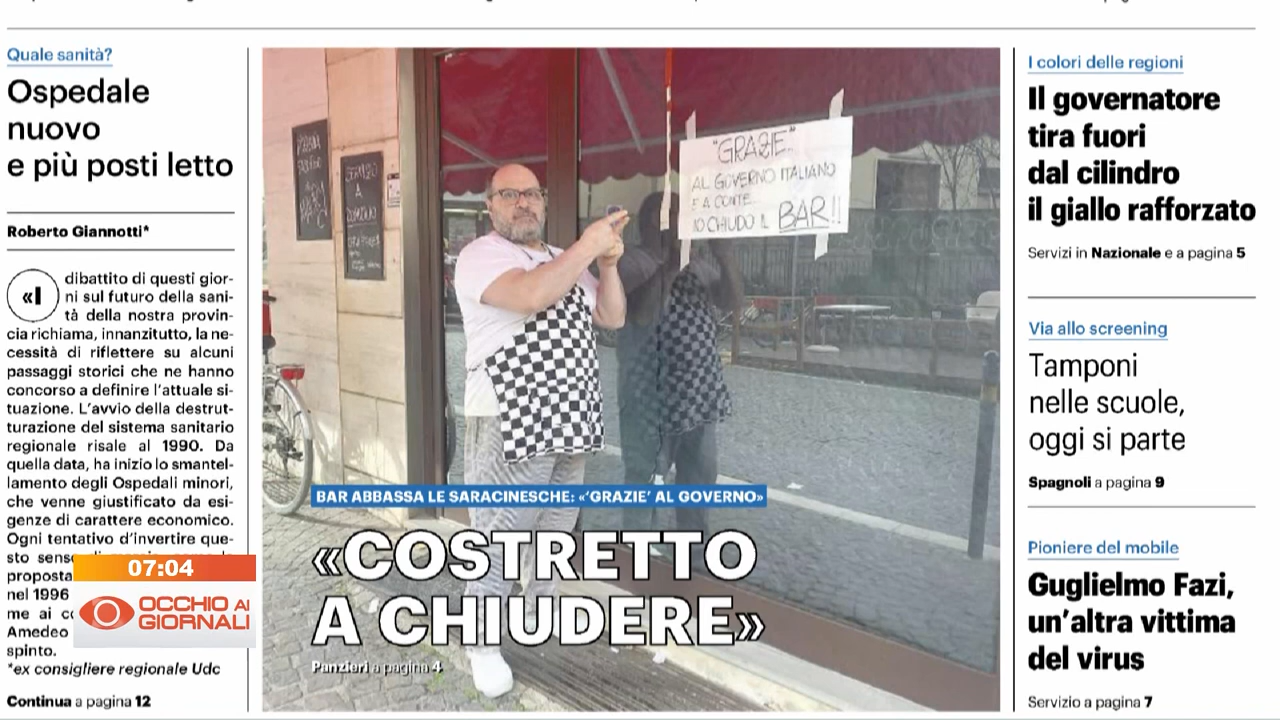 Quale sanità?
Ospedale
nuovo
e più posti letto
Roberto Giannotti*
«I
dibattito di questi gior-
ni sul futuro della sani-
tà della nostra provin-
cia richiama, innanzitutto, la ne-
cessità di riflettere su alcuni
passaggi storici che ne hanno
concorso a definire l'attuale si-
tuazione. L'avvio della destrut-
turazione del sistema sanitario
regionale risale al 1990. Da
quella data, ha inizio lo smantel-
lamento degli Ospedali minori,
che venne giustificato da esi-
genze di carattere economico.
Ogni tentativo d'invertire que-
sto
proposta
nel 1996
me ai
Amedeo
spinto.
*ex consigliere regionale Udc
Continua a pagina 12
07:04
OCCHIO AI
GIORNALI
"GRAZIE"
AL GOVERNO ITALIANO
E A CONTE
IO CHIUDO IL BAR!!
A
BAR ABBASSA LE SARACINESCHE: «'GRAZIE' AL GOVERNO»
«COSTRETTO
A CHIUDERE»
Panzieri a pagina 4
I colori delle regioni
Il governatore
tira fuori
dal cilindro
il giallo rafforzato
Servizi in Nazionale e a pagina 5
Via allo screening
Tamponi
nelle scuole,
oggi si parte
Spagnoli a pagina 9
Pioniere del mobile
Guglielmo Fazi,
un'altra vittima
del virus
Servizio a pagina 7